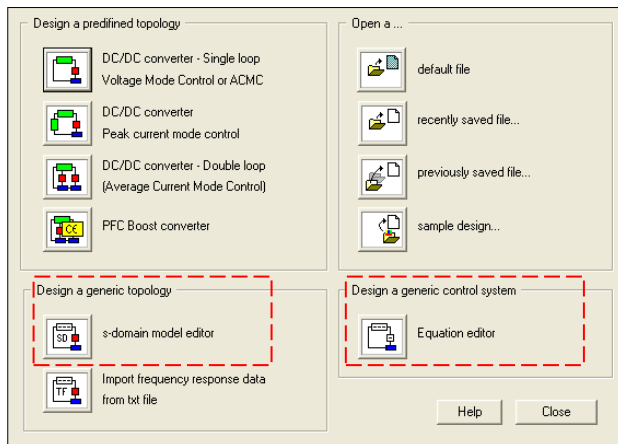 Design a predifined topology
DC/DC converter - Single loop
Voltage Mode Control or ACMC
DC/DC converter
Peak current mode control
DC/DC converter - Double loop
(Average Current Mode Control)
CE
PFC Boost converter
Open a ...
default file
recently saved file...
previously saved file...
sample design...
Design a generic topology
SD
s-domain model editor
TF
Import frequency response data
from txt file
Design a generic control system
Equation editor
Help
Close